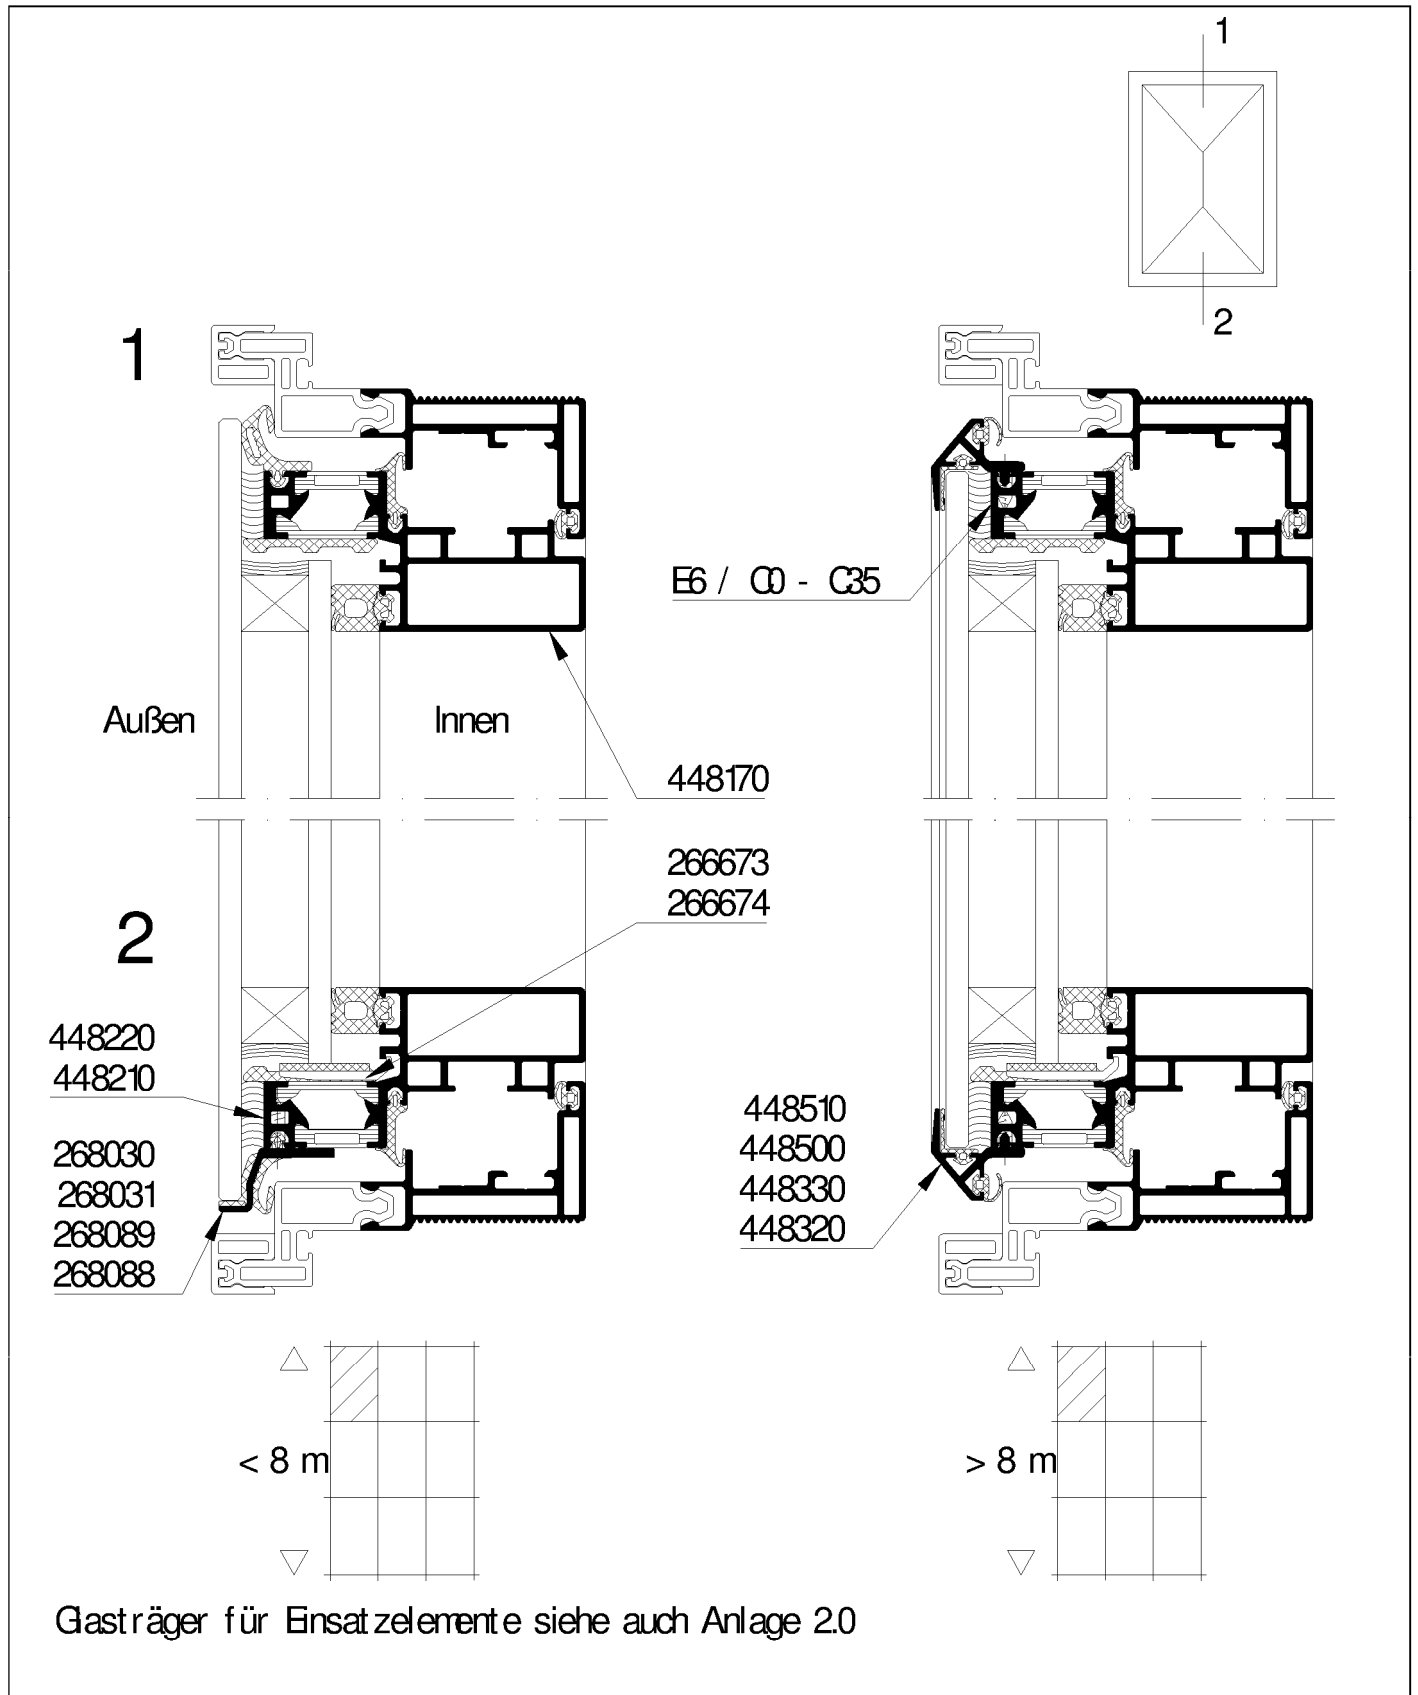 1
2
1
E6 / C0 - C35
Außen
Innen
448170
266673
266674
2
448220
448210
268030
268031
268089
268088
448510
448500
448330
448320
< 8 m
> 8 m
Glasträger für Einsatzelemente siehe auch Anlage 2.0